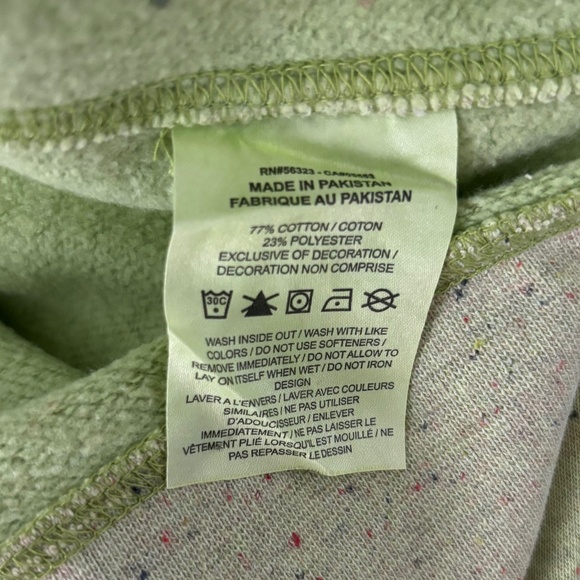 RN#56323 -
MADE IN PAKISTAN
FABRIQUE AU PAKISTAN
77% COTTON / COTON
23% POLYESTER
EXCLUSIVE OF DECORATION /
DECORATION NON COMPRISE
30C
WASH INSIDE OUT / WASH WITH LIKE
COLORS / DO NOT USE SOFTENERS /
REMOVE IMMEDIATELY / DO NOT ALLOW TO
LAY ON ITSELF WHEN WET / DO NOT IRON
DESIGN
LAVER A L'ENVERS / LAVER AVEC COULEURS
SIMILAIRES / NE PAS UTILISER
D'ADOUCISSEUR / ENLEVER
IMMEDIATEMENT / NE PAS LAISSER LE
VÊTEMENT PLIÉ LORSQU'IL EST MOUILLÉ / NE
PAS REPASSER LE DESSIN